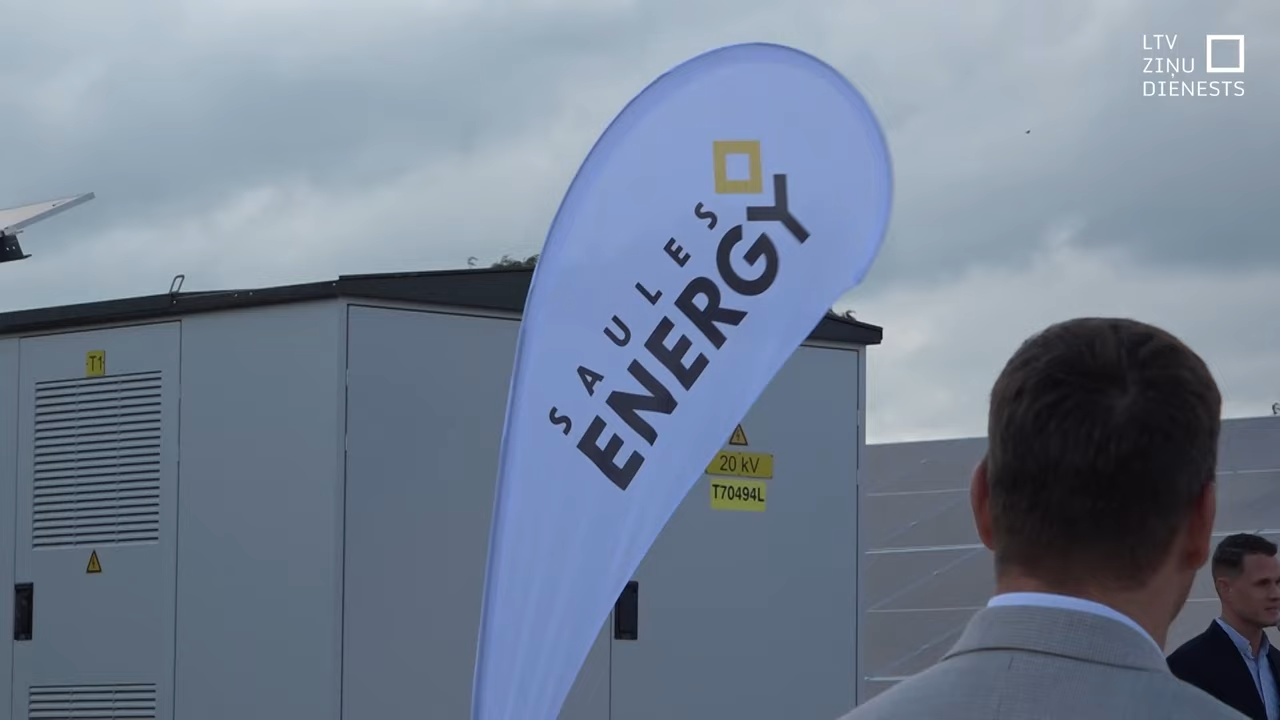 LTV
ZIŅU
DIENESTS
SAULES
ENERGY
T1
20 kV
T70494L